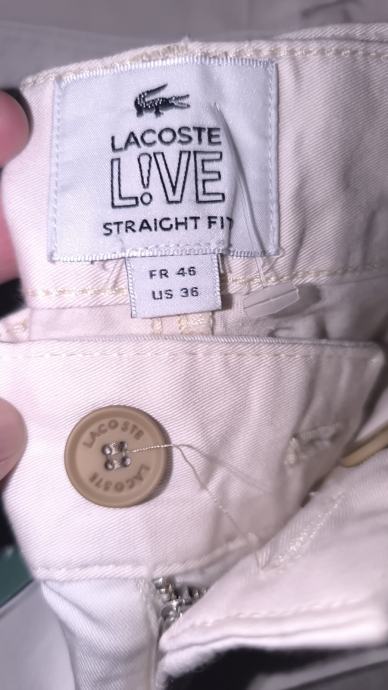 LACOSTE
L!VE
STRAIGHT FIT
FR 46
US 36
LACOSTE
LACOSTE